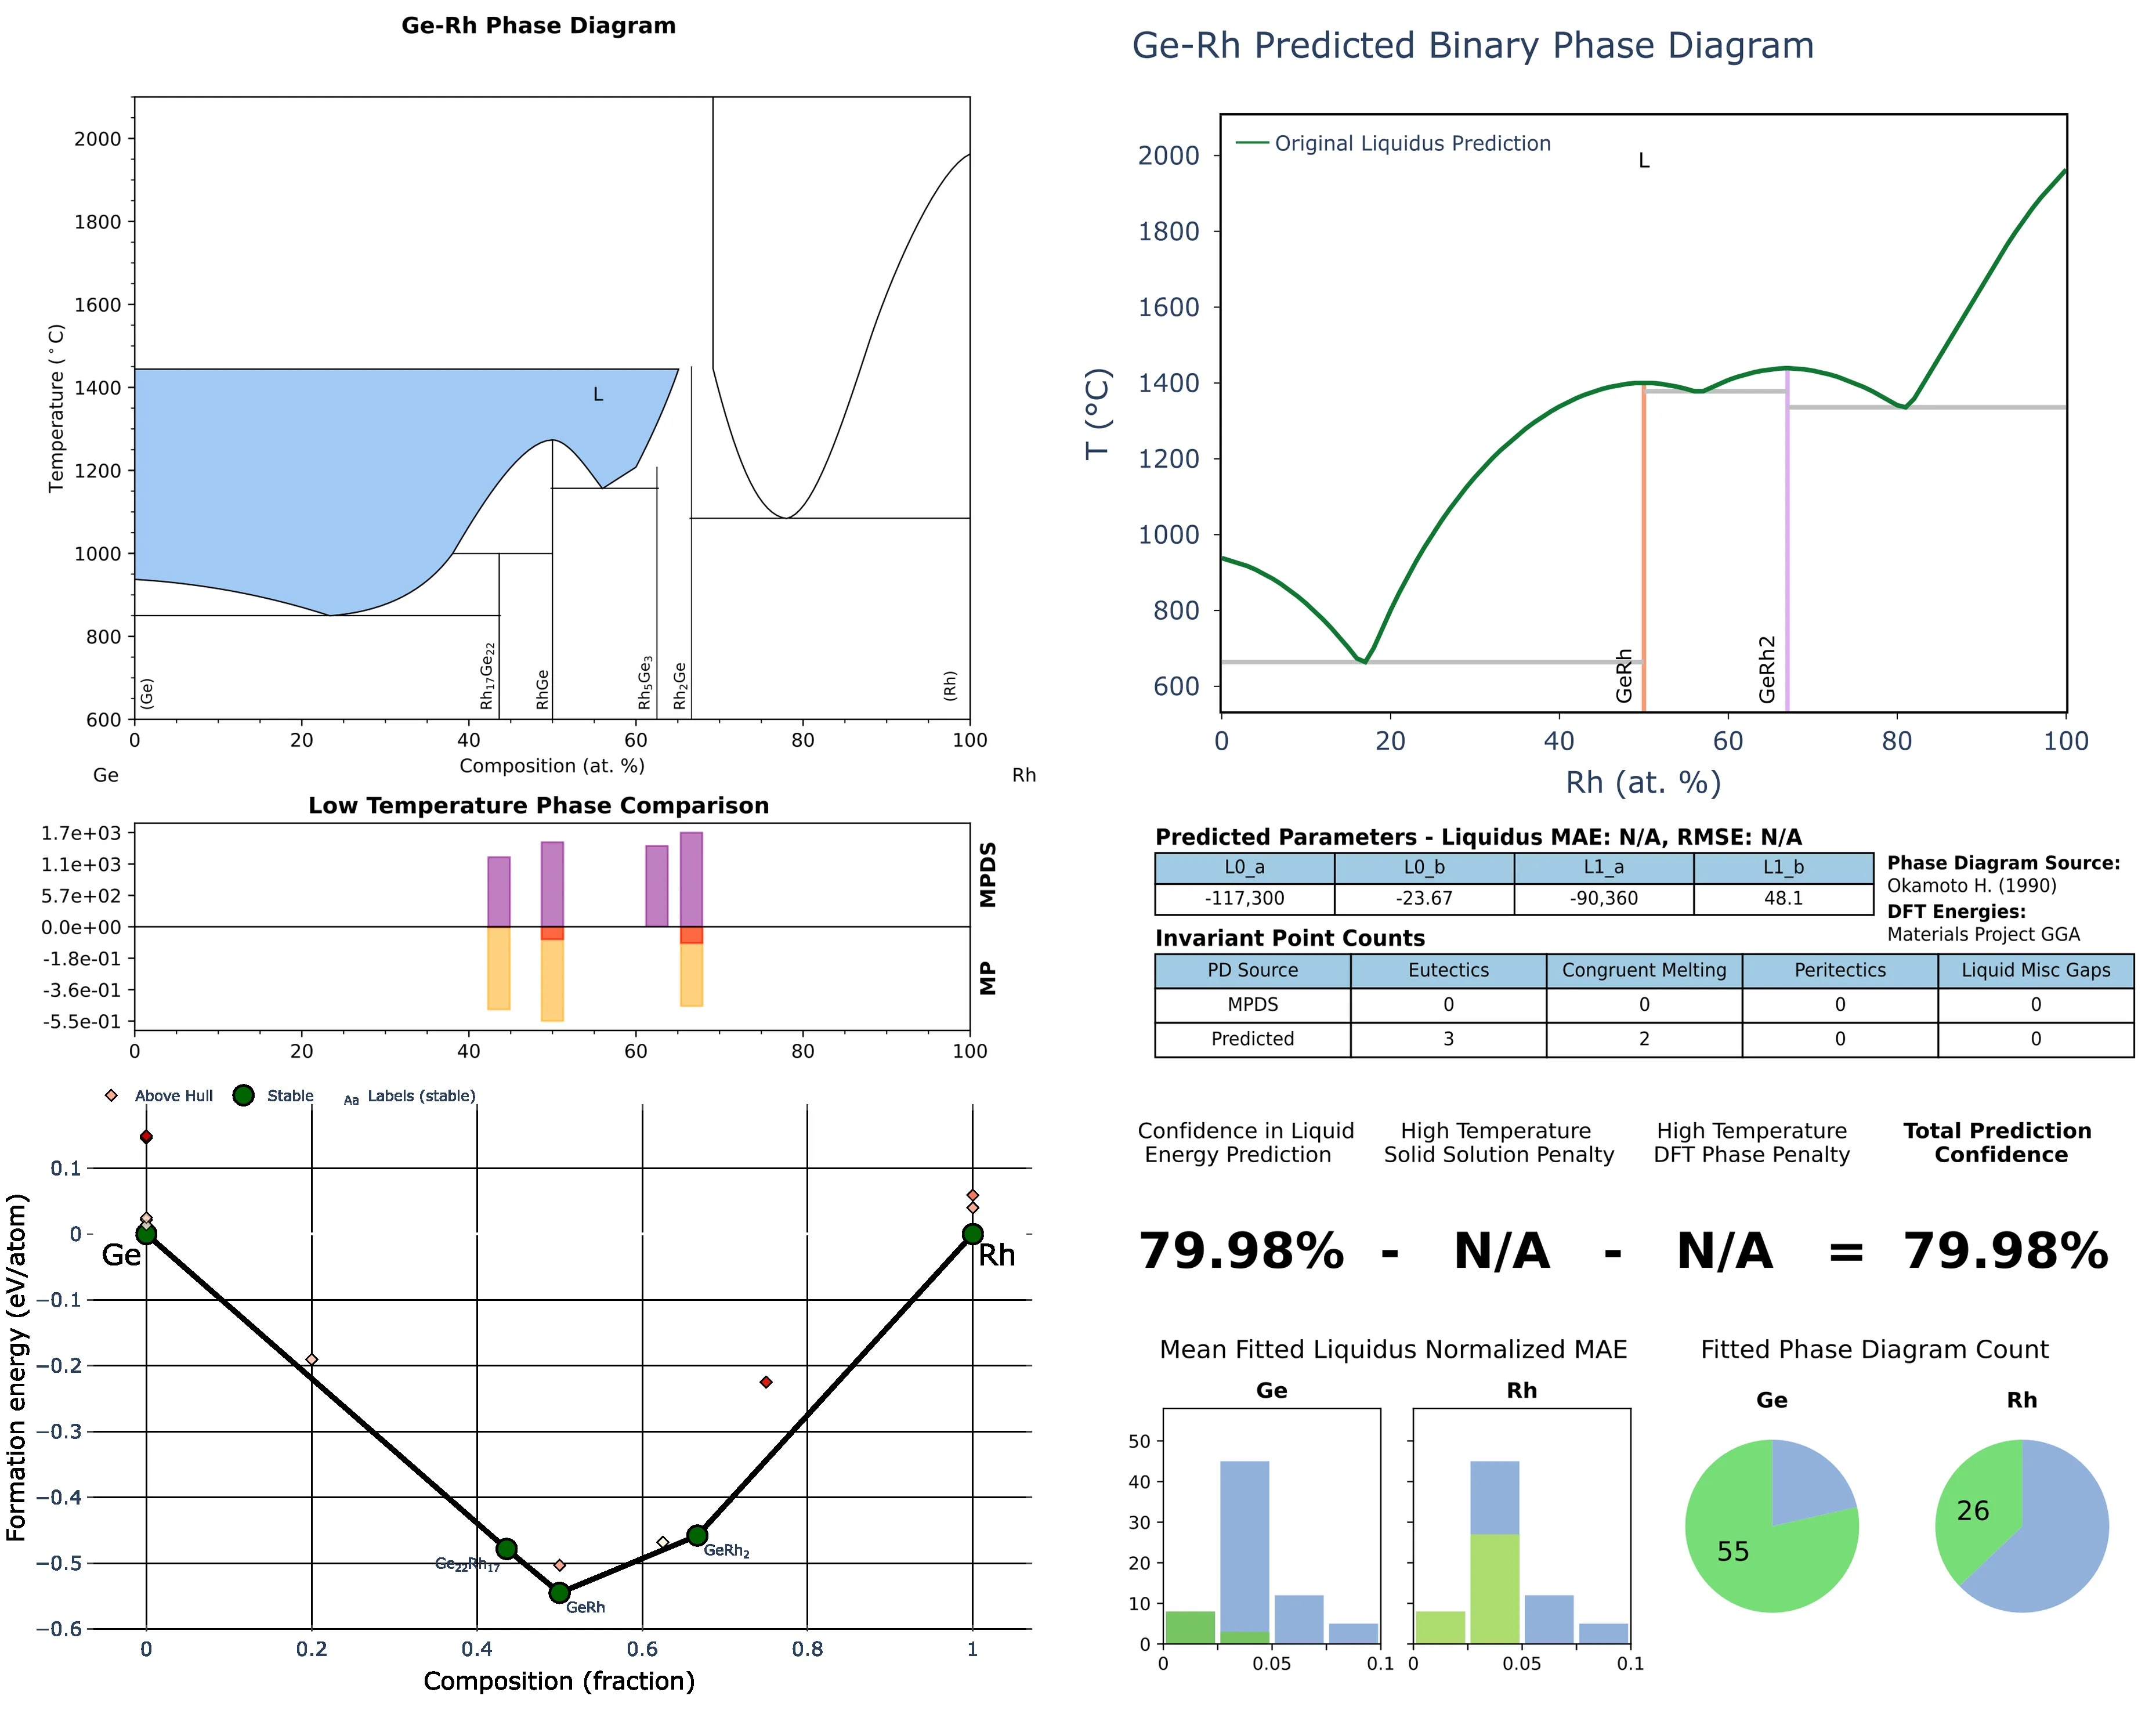 Ge-Rh Phase Diagram
Temperature (°C)
2000
1800
1600
1400
1200
1000
800
600
L
(Ge)
Rh17Ge22
RhGe
Rh5Ge3
Rh2Ge
(Rh)
0 20 40 60 80 100
Composition (at. %)
Ge Rh
Low Temperature Phase Comparison
1.7e+03
1.1e+03
5.7e+02
0.0e+00
-1.8e-01
-3.6e-01
-5.5e-01
MPDS
MP
0 20 40 60 80 100
Above Hull Stable Aa Labels (stable)
Formation energy (eV/atom)
0.1
0
−0.1
−0.2
−0.3
−0.4
−0.5
−0.6
Ge
Rh
Ge22Rh17
GeRh
GeRh2
0 0.2 0.4 0.6 0.8 1
Composition (fraction)
Ge-Rh Predicted Binary Phase Diagram
Original Liquidus Prediction
L
T (°C)
2000
1800
1600
1400
1200
1000
800
600
GeRh
GeRh2
0 20 40 60 80 100
Rh (at. %)
Predicted Parameters - Liquidus MAE: N/A, RMSE: N/A
L0_a L0_b L1_a L1_b
-117,300 -23.67 -90,360 48.1
Phase Diagram Source:
Okamoto H. (1990)
DFT Energies:
Materials Project GGA
Invariant Point Counts
PD Source Eutectics Congruent Melting Peritectics Liquid Misc Gaps
MPDS 0 0 0 0
Predicted 3 2 0 0
Confidence in Liquid
Energy Prediction
High Temperature
Solid Solution Penalty
High Temperature
DFT Phase Penalty
Total Prediction
Confidence
79.98% - N/A - N/A = 79.98%
Mean Fitted Liquidus Normalized MAE
Ge
Rh
50
40
30
20
10
0
0 0.05 0.1
0 0.05 0.1
Fitted Phase Diagram Count
Ge
Rh
55
26